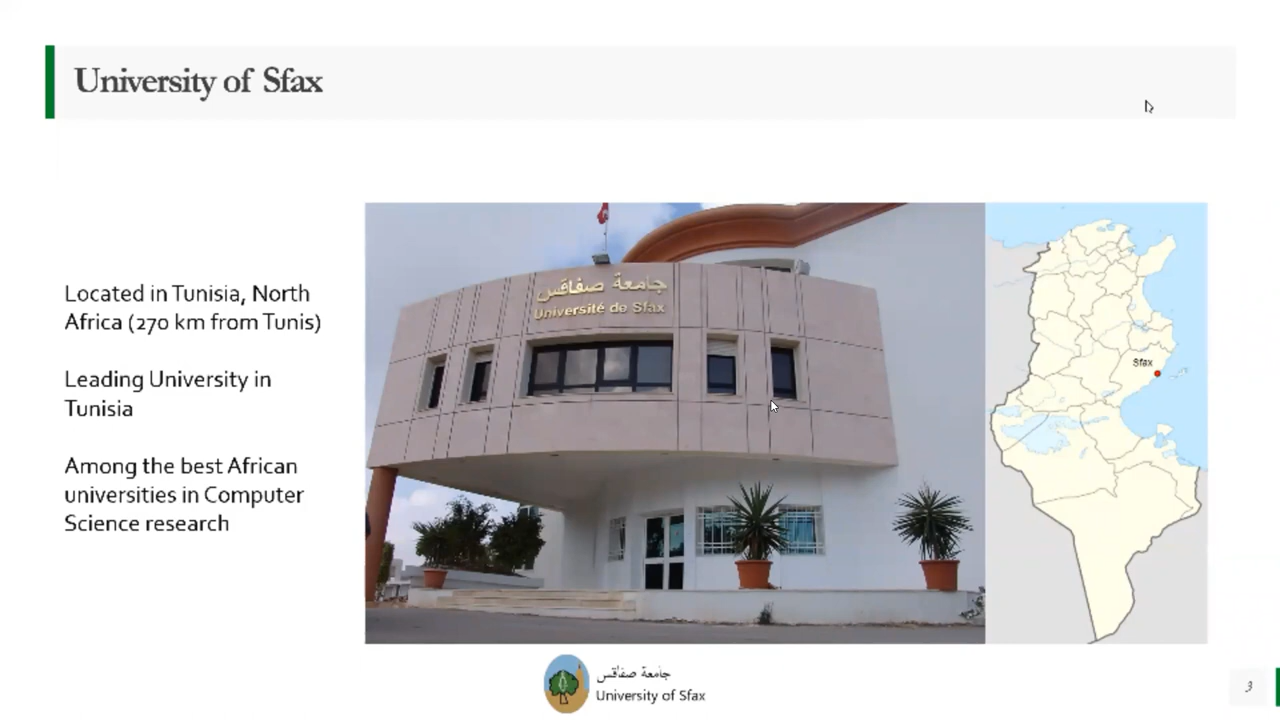 University of Sfax
Located in Tunisia, North
Africa (270 km from Tunis)
Leading University in
Tunisia
Among the best African
universities in Computer
Science research
جامعة صفاقس
Université de Sfax
Sfax
جامعة صفاقس
University of Sfax
3